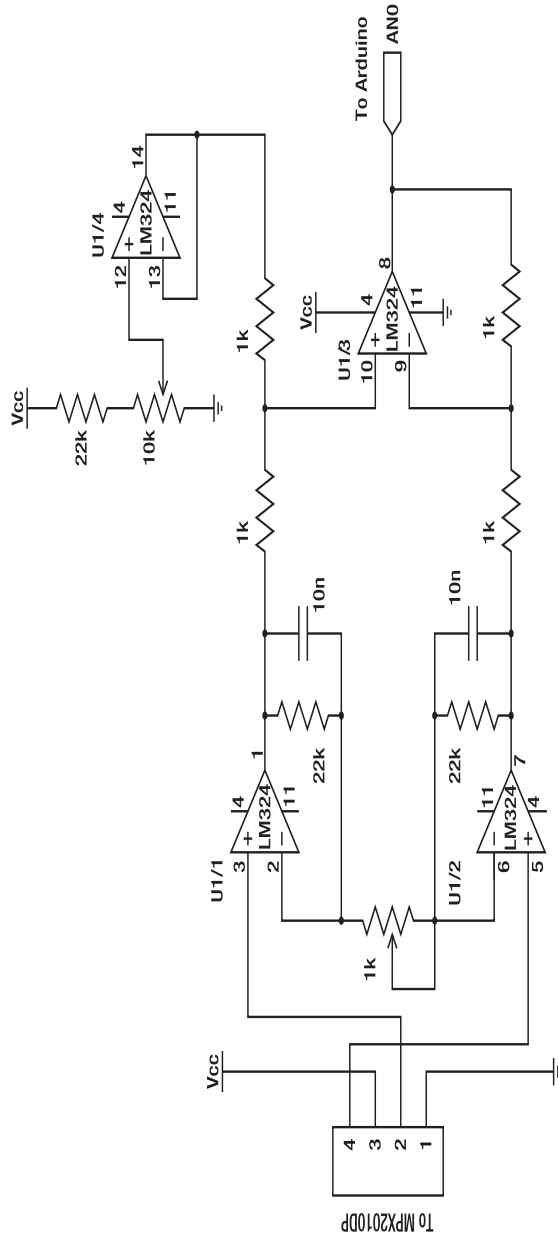 To MPX2010DP
4
3
2
1
Vcc
1k
U1/1
3
2
+
−
LM324
4
11
1
22k
10n
U1/2
6
5
−
+
LM324
11
4
7
22k
10n
1k
1k
Vcc
22k
10k
U1/4
12
13
+
−
LM324
4
11
14
1k
U1/3
10
9
+
−
LM324
Vcc
4
11
8
1k
To Arduino
AN0